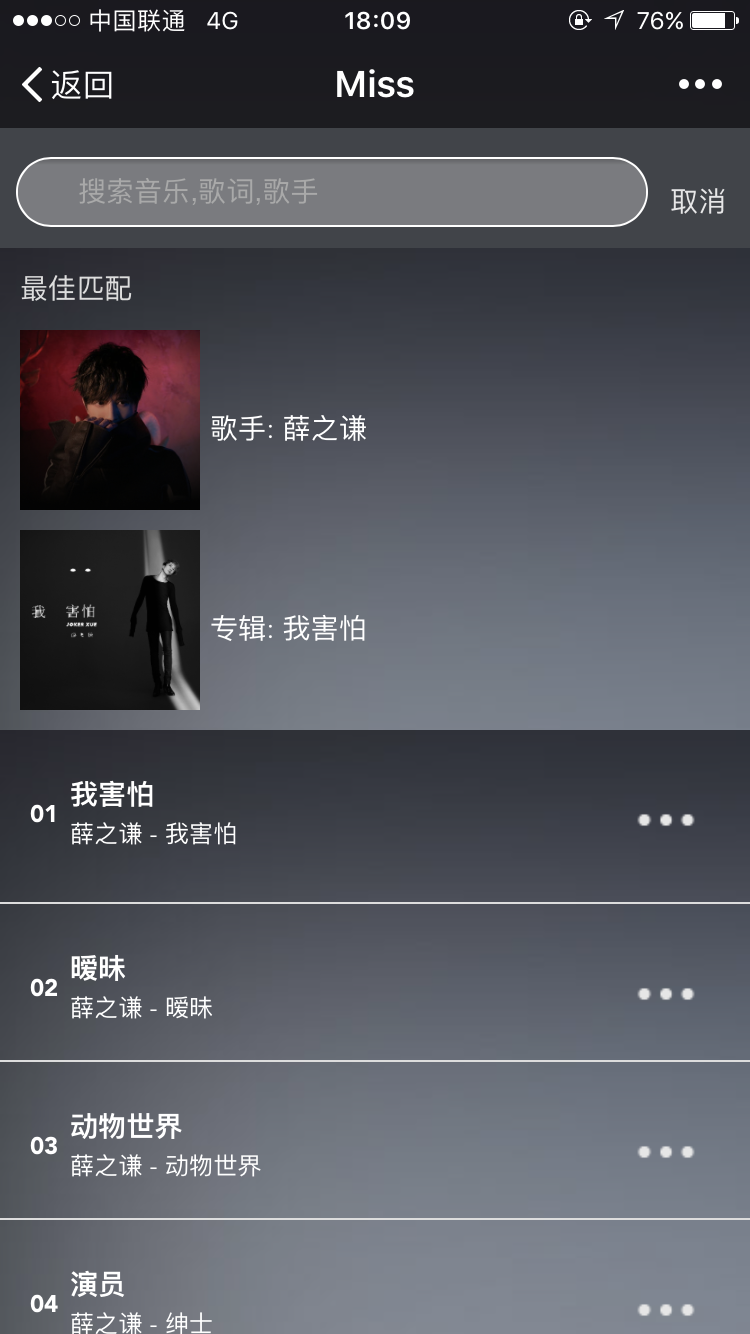 中国联通 4G 18:09 76%
返回 Miss
搜索音乐,歌词,歌手 取消
最佳匹配
歌手: 薛之谦
我 害怕
JOKER XUE
专辑: 我害怕
01 我害怕
薛之谦 - 我害怕
02 暧昧
薛之谦 - 暧昧
03 动物世界
薛之谦 - 动物世界
04 演员
薛之谦 - 绅士